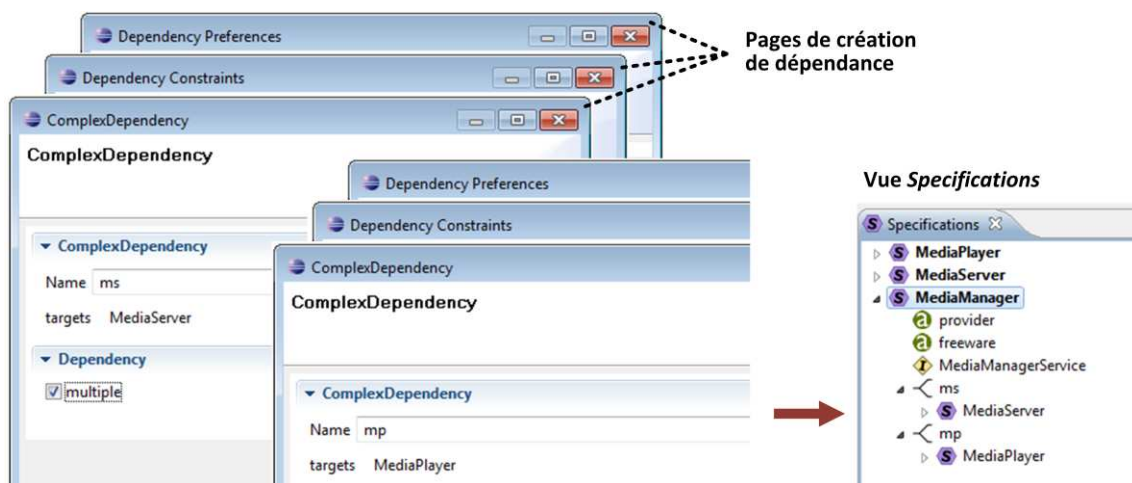 Dependency Preferences
Dependency Constraints
ComplexDependency
ComplexDependency
ComplexDependency
Name ms
targets MediaServer
Dependency
multiple
Dependency Preferences
Dependency Constraints
ComplexDependency
ComplexDependency
ComplexDependency
Name mp
targets MediaPlayer
Pages de création
de dépendance
Vue Specifications
Specifications
MediaPlayer
MediaServer
MediaManager
provider
freeware
MediaManagerService
ms
MediaServer
mp
MediaPlayer